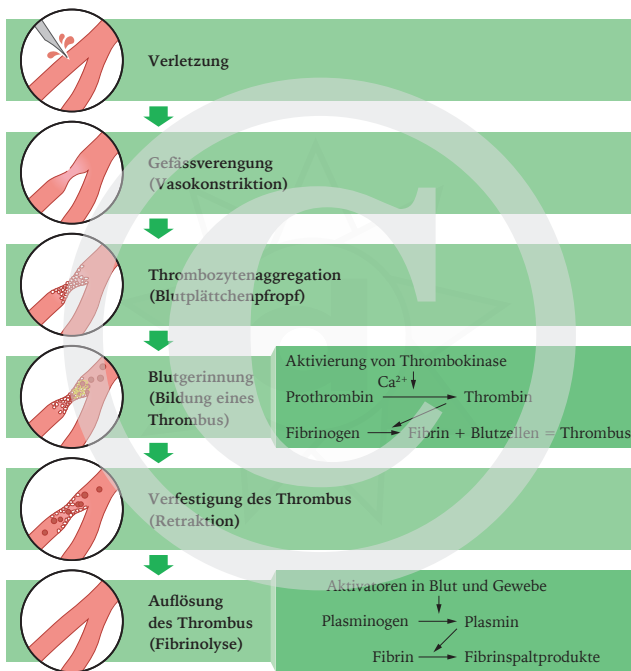 Verletzung
Gefässverengung
(Vasokonstriktion)
Thrombozytenaggregation
(Blutplättchenpfropf)
Blutgerinnung
(Bildung eines
Thrombus)
Aktivierung von Thrombokinase
Ca²⁺
Prothrombin Thrombin
Fibrinogen Fibrin + Blutzellen = Thrombus
Verfestigung des Thrombus
(Retraktion)
Auflösung
des Thrombus
(Fibrinolyse)
Aktivatoren in Blut und Gewebe
Plasminogen Plasmin
Fibrin Fibrinspaltprodukte